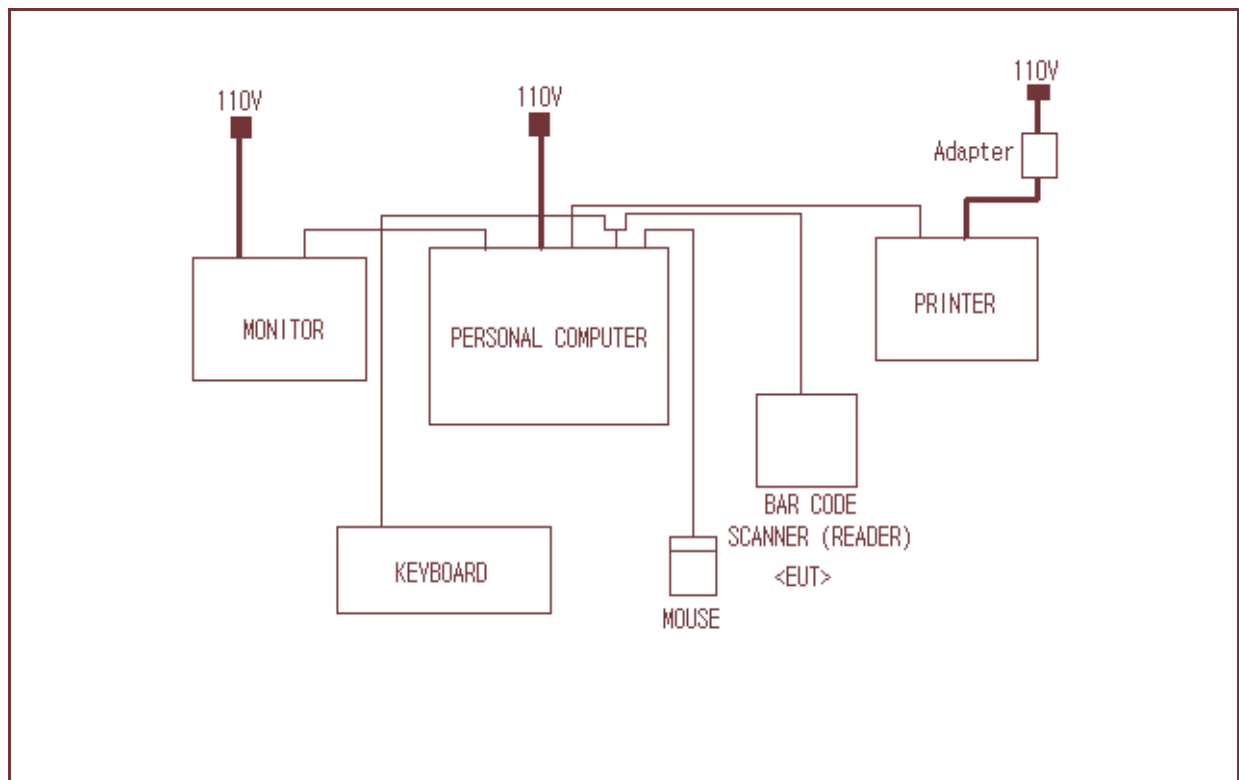 110V
110V
110V
Adapter
MONITOR
PERSONAL COMPUTER
PRINTER
BAR CODE
SCANNER (READER)
<EUT>
KEYBOARD
MOUSE